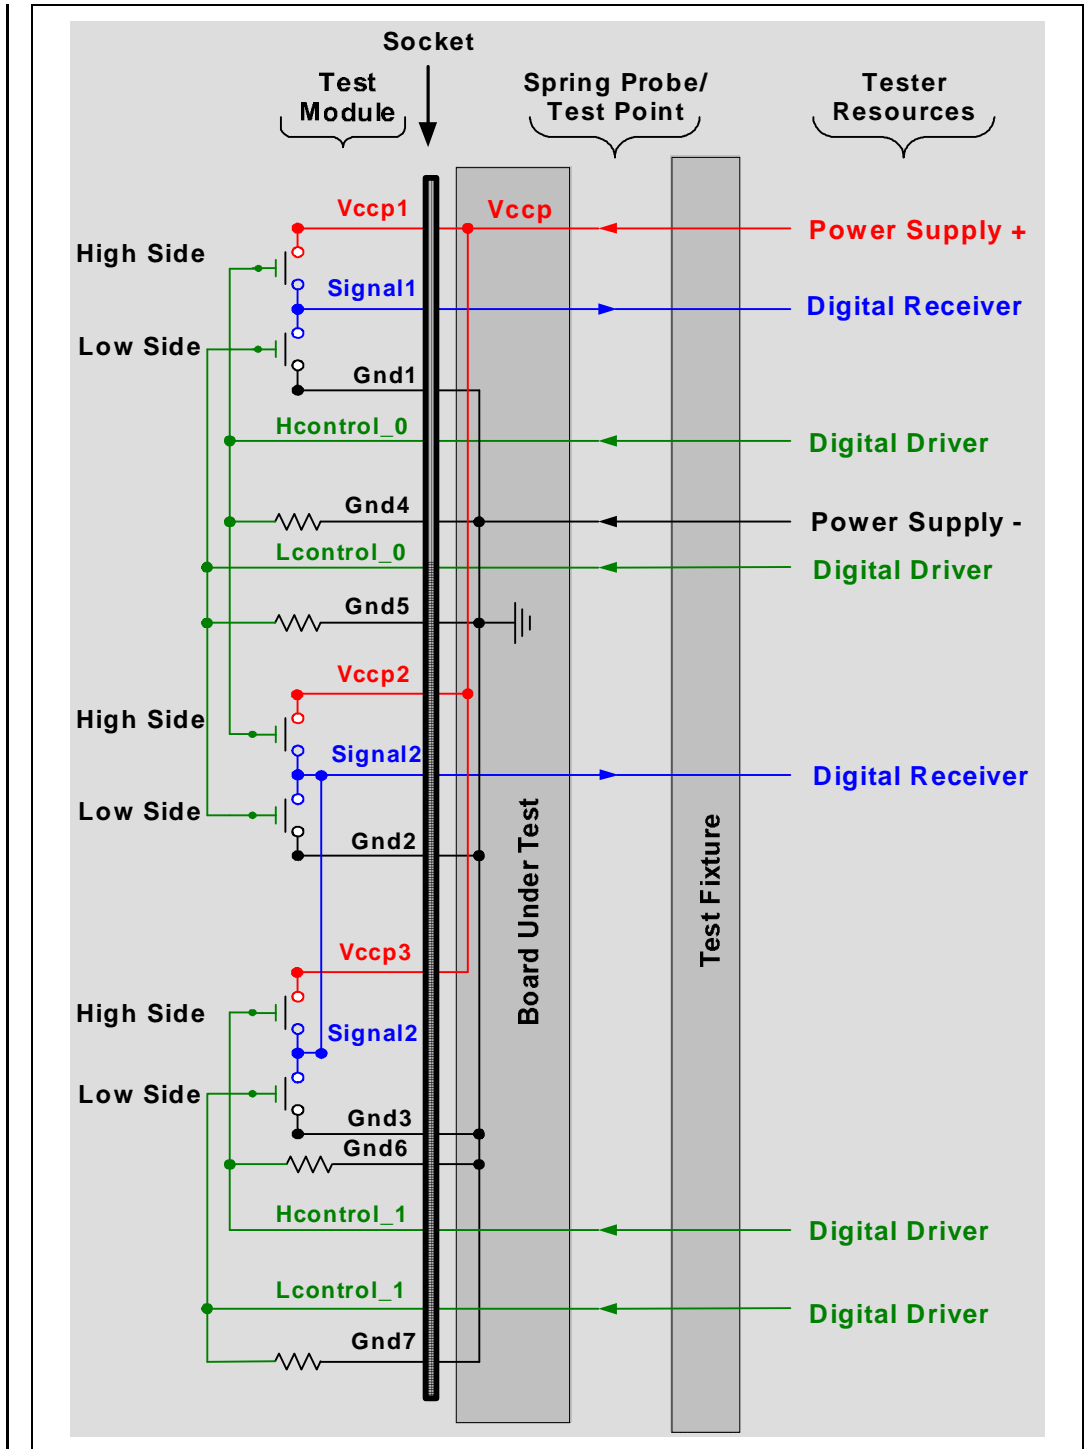 Socket
Test
Module
Spring Probe/
Test Point
Tester
Resources
Vccp1
Vccp
Power Supply +
High Side
Signal1
Digital Receiver
Low Side
Gnd1
Hcontrol_0
Digital Driver
Gnd4
Power Supply -
Lcontrol_0
Digital Driver
Gnd5
Vccp2
High Side
Signal2
Digital Receiver
Low Side
Gnd2
Board Under Test
Test Fixture
Vccp3
High Side
Signal2
Low Side
Gnd3
Gnd6
Hcontrol_1
Digital Driver
Lcontrol_1
Digital Driver
Gnd7